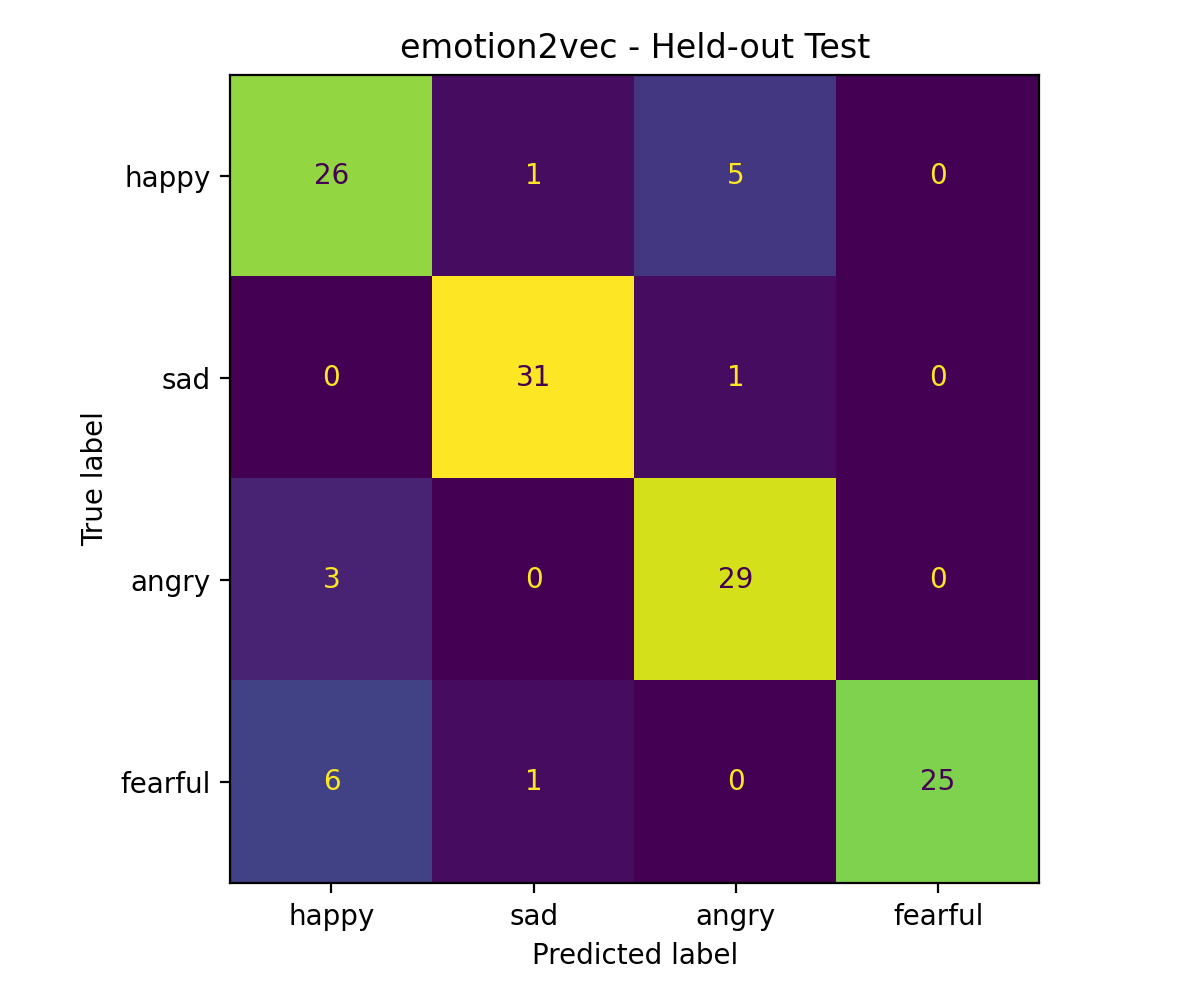 emotion2vec - Held-out Test
happy 26 1 5 0
sad 0 31 1 0
angry 3 0 29 0
fearful 6 1 0 25
happy sad angry fearful
Predicted label
True label